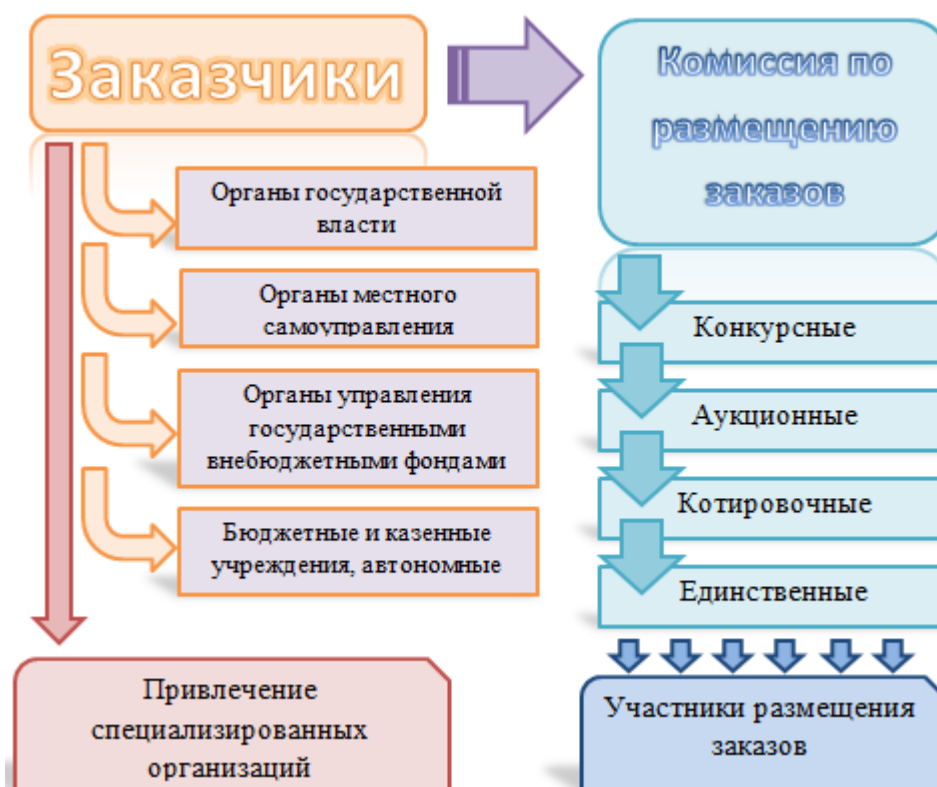 Заказчики
Органы государственной
власти
Органы местного
самоуправления
Органы управления
государственными
внебюджетными фондами
Бюджетные и казенные
учреждения, автономные
Привлечение
специализированных
организаций
Комиссия по
размещению
заказов
Конкурсные
Аукционные
Котировочные
Единственные
Участники размещения
заказов